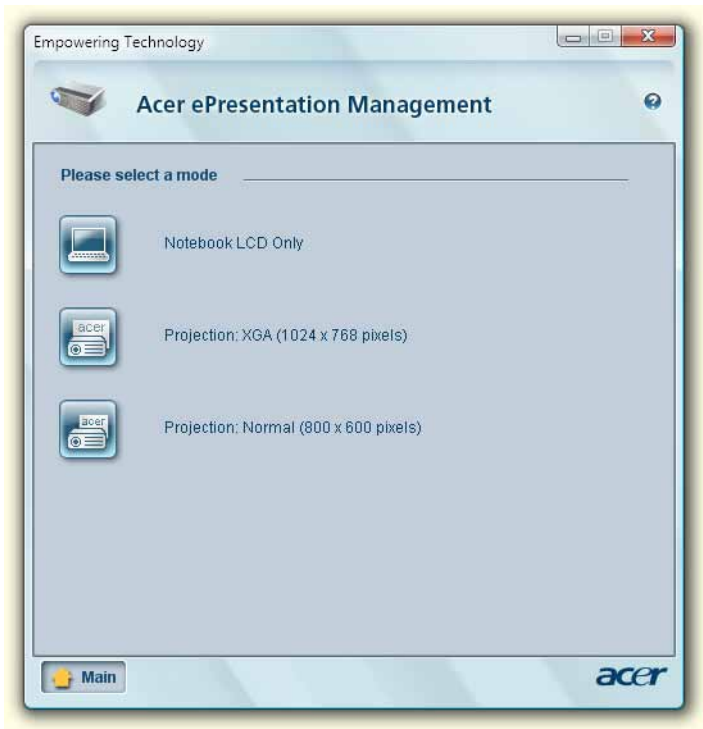 Empowering Technology
Acer ePresentation Management
Please select a mode
Notebook LCD Only
acer
Projection: XGA (1024 x 768 pixels)
acer
Projection: Normal (800 x 600 pixels)
Main
acer